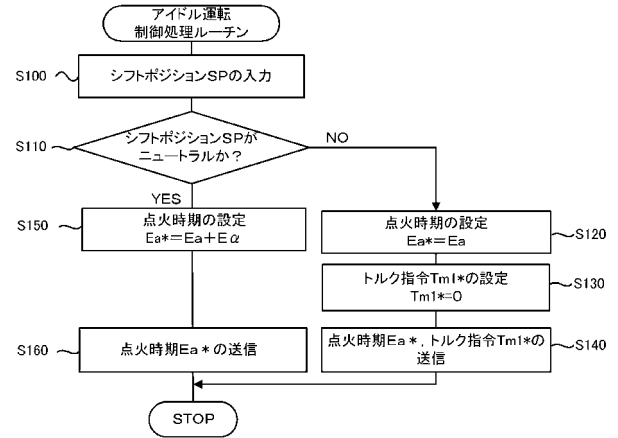 アイドル運転
制御処理ルーチン
S100
シフトポジションSPの入力
S110
シフトポジションSPが
ニュートラルか？
NO
YES
S150
点火時期の設定
Ea*=Ea+Eα
点火時期の設定
Ea*=Ea
S120
トルク指令Tm1*の設定
Tm1*=0
S130
S160
点火時期Ea*の送信
点火時期Ea*，トルク指令Tm1*の
送信
S140
STOP